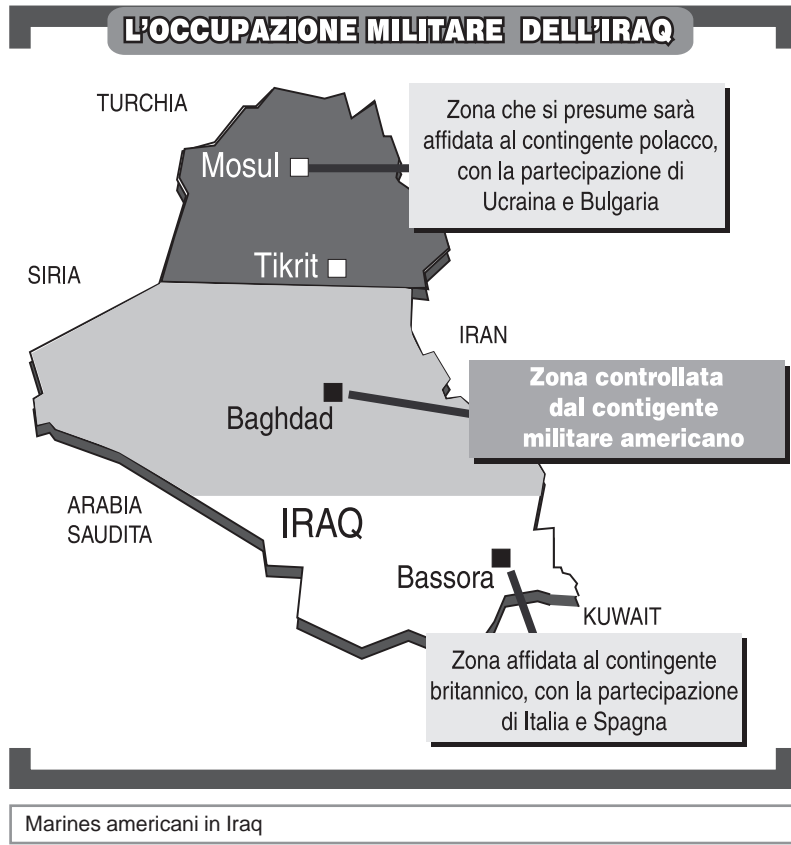 L'OCCUPAZIONE MILITARE DELL'IRAQ
TURCHIA
Zona che si presume sarà
affidata al contingente polacco,
con la partecipazione di
Ucraina e Bulgaria
Mosul
Tikrit
SIRIA
IRAN
Zona controllata
dal contigente
militare americano
Baghdad
ARABIA
SAUDITA
IRAQ
Bassora
KUWAIT
Zona affidata al contingente
britannico, con la partecipazione
di Italia e Spagna
Marines americani in Iraq